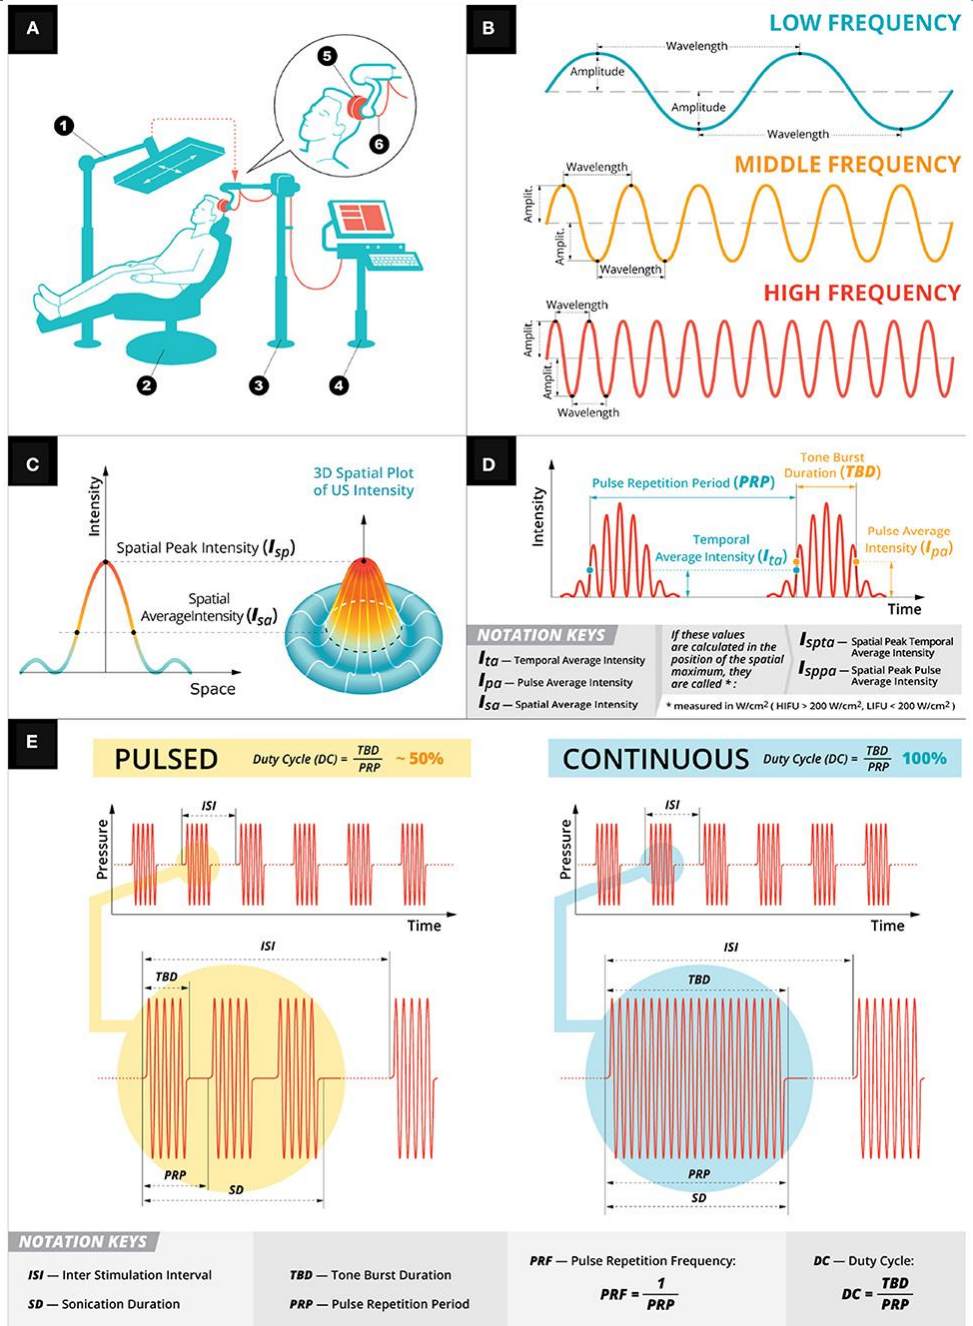 A
1
2
3
4
5
6
B
LOW FREQUENCY
Wavelength
Amplitude
Amplitude
Wavelength
MIDDLE FREQUENCY
Wavelength
Amplit.
Amplit.
Wavelength
HIGH FREQUENCY
Wavelength
Amplit.
Amplit.
Wavelength
C
Intensity
Spatial Peak Intensity (Isp)
Spatial
AverageIntensity (Isa)
Space
3D Spatial Plot
of US Intensity
D
Intensity
Pulse Repetition Period (PRP)
Tone Burst
Duration (TBD)
Temporal
Average Intensity (Ita)
Pulse Average
Intensity (Ipa)
Time
NOTATION KEYS
Ita — Temporal Average Intensity
Ipa — Pulse Average Intensity
Isa — Spatial Average Intensity
If these values
are calculated in the
position of the spatial
maximum, they
are called * :
Ispta — Spatial Peak Temporal
Average Intensity
Isppa — Spatial Peak Pulse
Average Intensity
* measured in W/cm2 ( HIFU > 200 W/cm2, LIFU < 200 W/cm2 )
E
PULSED Duty Cycle (DC) = TBD/PRP ~ 50%
Pressure
ISI
Time
ISI
TBD
PRP
SD
CONTINUOUS Duty Cycle (DC) = TBD/PRP 100%
Pressure
ISI
Time
ISI
TBD
PRP
SD
NOTATION KEYS
ISI — Inter Stimulation Interval
SD — Sonication Duration
TBD — Tone Burst Duration
PRP — Pulse Repetition Period
PRF — Pulse Repetition Frequency:
PRF = 1/PRP
DC — Duty Cycle:
DC = TBD/PRP